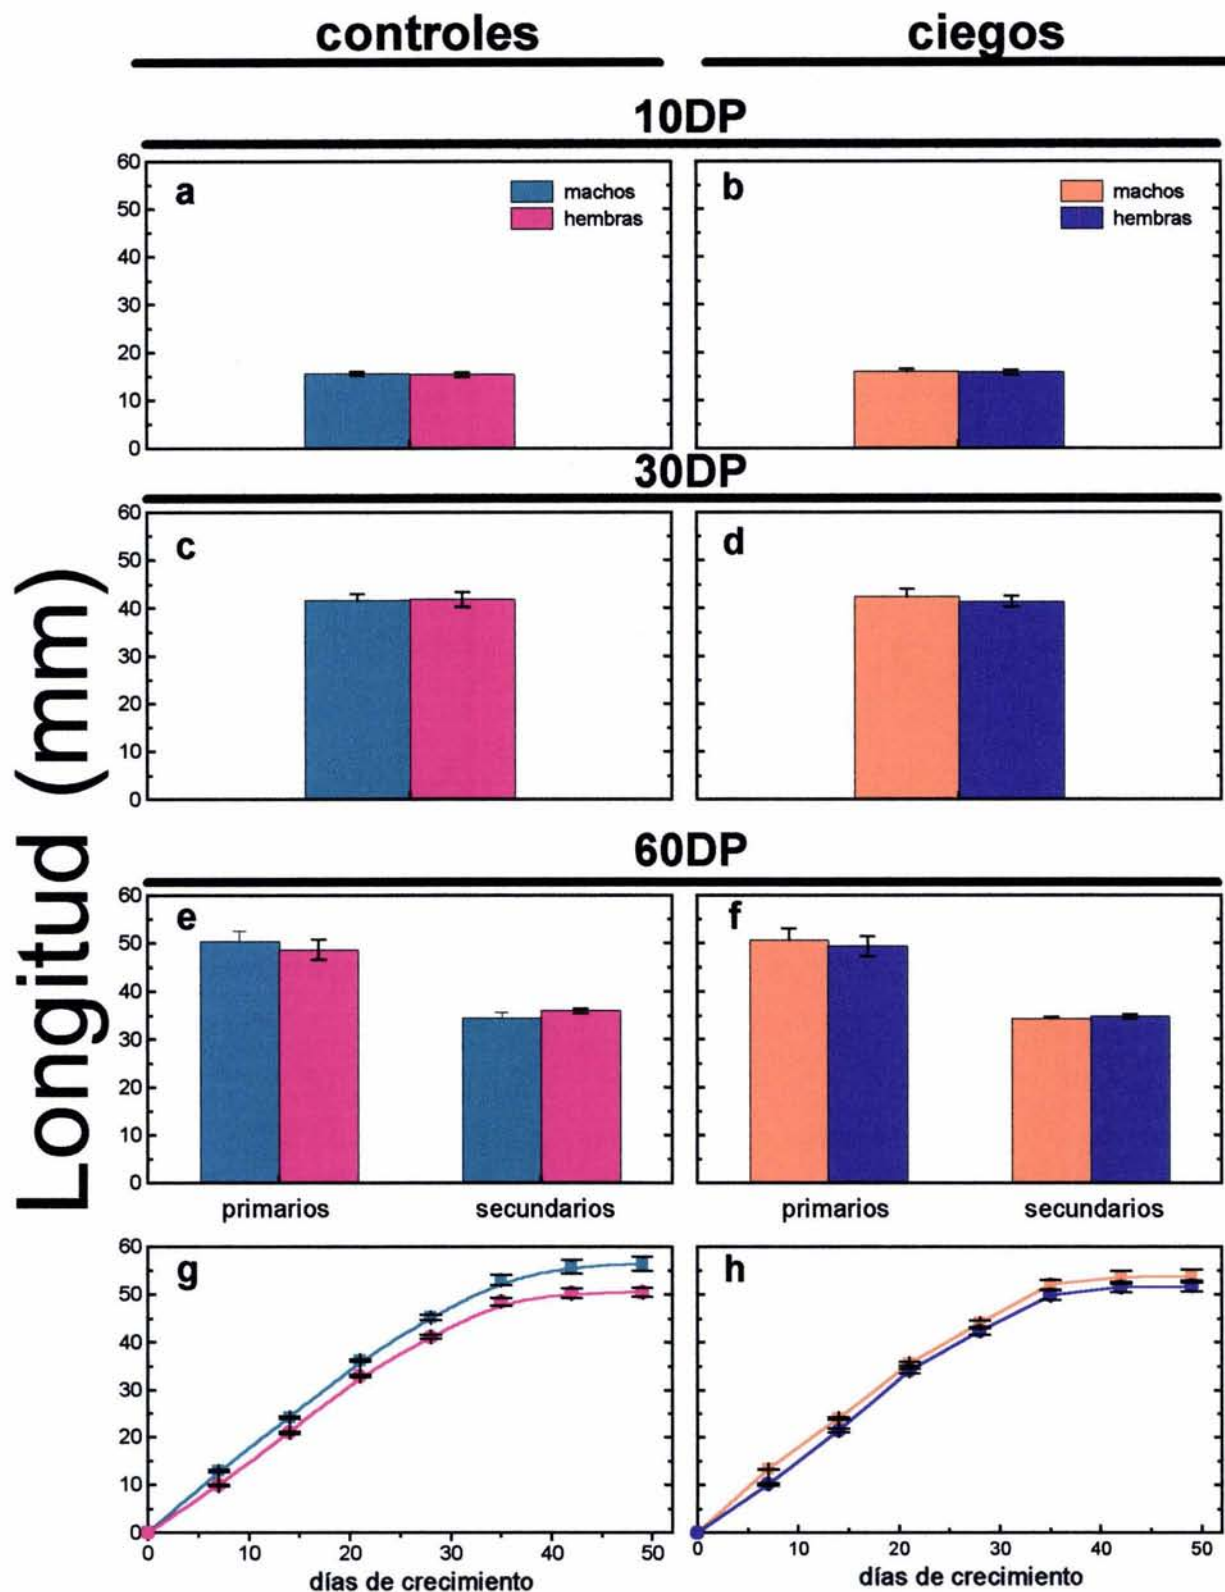 controles ciegos
10DP
60 50 40 30 20 10 0
a
machos
hembras
b
machos
hembras
30DP
60 50 40 30 20 10 0
c
d
Longitud (mm)
60DP
60 50 40 30 20 10 0
e
f
primarios secundarios primarios secundarios
60 50 40 30 20 10 0
g
h
0 10 20 30 40 50 0 10 20 30 40 50
días de crecimiento días de crecimiento